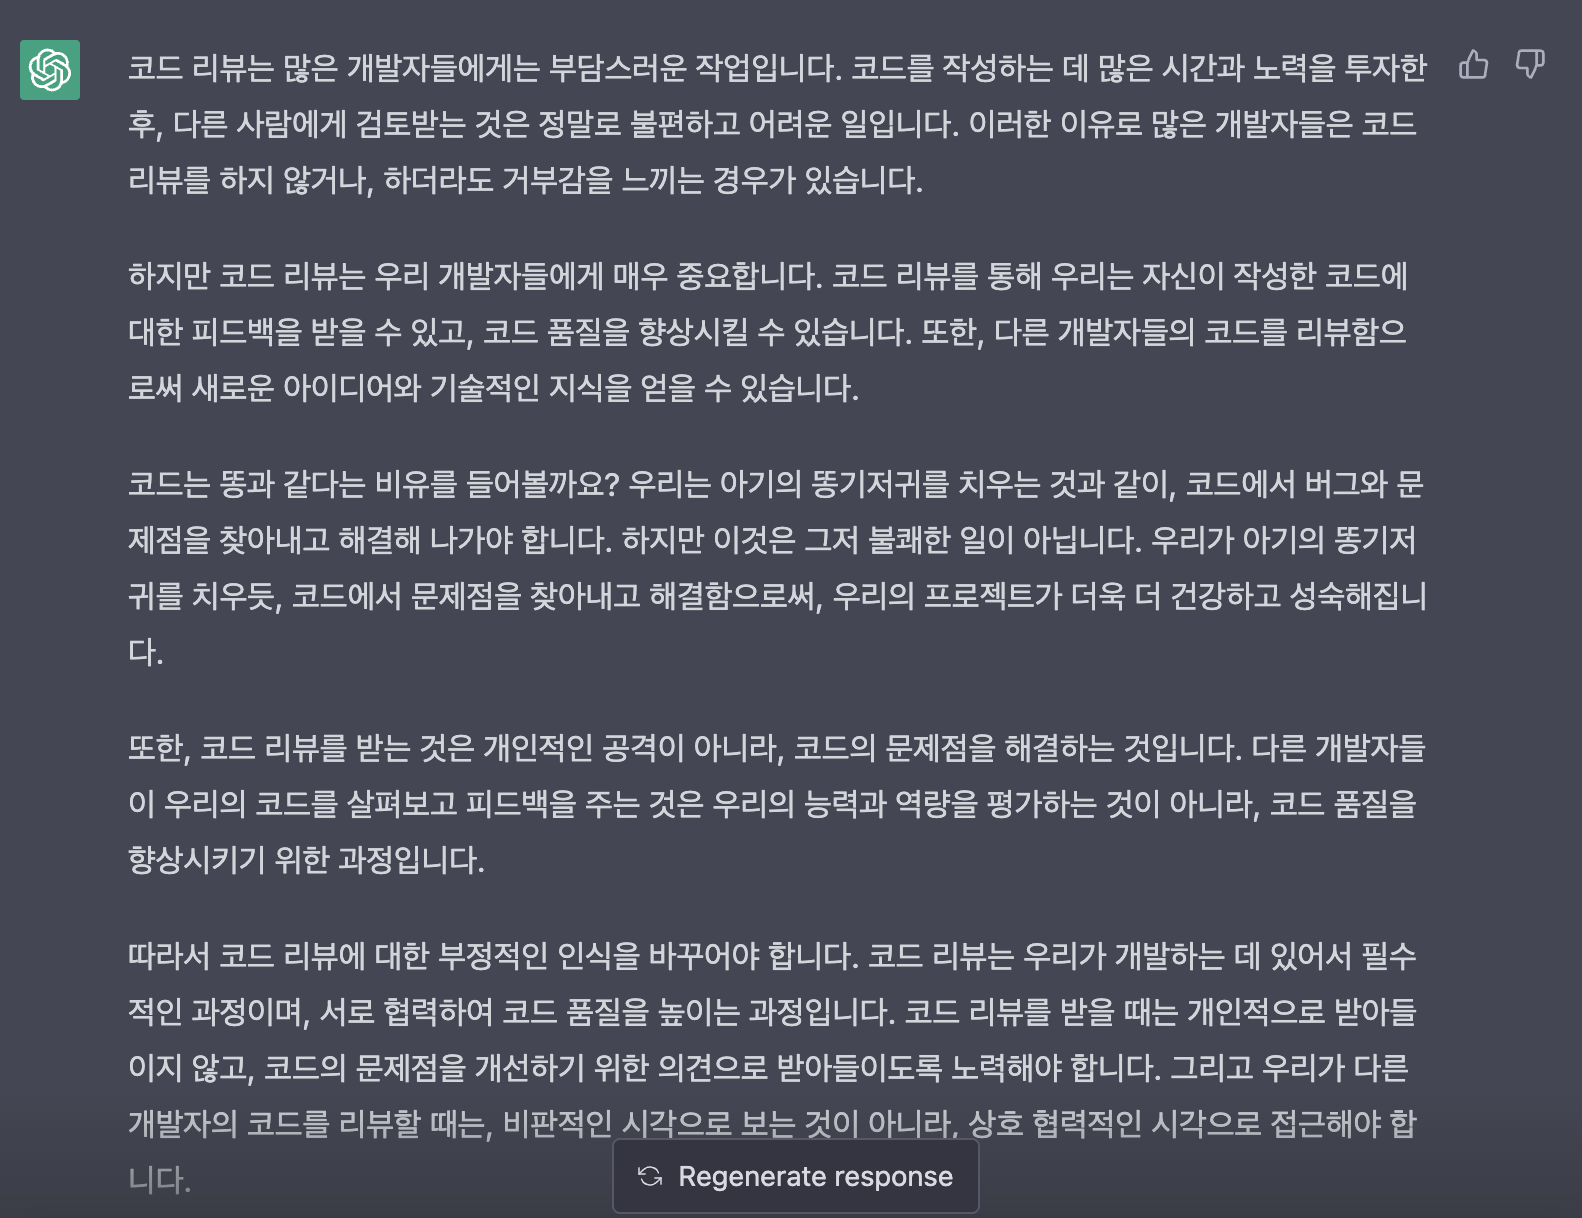 코드 리뷰는 많은 개발자들에게는 부담스러운 작업입니다. 코드를 작성하는 데 많은 시간과 노력을 투자한
후, 다른 사람에게 검토받는 것은 정말로 불편하고 어려운 일입니다. 이러한 이유로 많은 개발자들은 코드
리뷰를 하지 않거나, 하더라도 거부감을 느끼는 경우가 있습니다.
하지만 코드 리뷰는 우리 개발자들에게 매우 중요합니다. 코드 리뷰를 통해 우리는 자신이 작성한 코드에
대한 피드백을 받을 수 있고, 코드 품질을 향상시킬 수 있습니다. 또한, 다른 개발자들의 코드를 리뷰함으
로써 새로운 아이디어와 기술적인 지식을 얻을 수 있습니다.
코드는 똥과 같다는 비유를 들어볼까요? 우리는 아기의 똥기저귀를 치우는 것과 같이, 코드에서 버그와 문
제점을 찾아내고 해결해 나가야 합니다. 하지만 이것은 그저 불쾌한 일이 아닙니다. 우리가 아기의 똥기저
귀를 치우듯, 코드에서 문제점을 찾아내고 해결함으로써, 우리의 프로젝트가 더욱 더 건강하고 성숙해집니
다.
또한, 코드 리뷰를 받는 것은 개인적인 공격이 아니라, 코드의 문제점을 해결하는 것입니다. 다른 개발자들
이 우리의 코드를 살펴보고 피드백을 주는 것은 우리의 능력과 역량을 평가하는 것이 아니라, 코드 품질을
향상시키기 위한 과정입니다.
따라서 코드 리뷰에 대한 부정적인 인식을 바꾸어야 합니다. 코드 리뷰는 우리가 개발하는 데 있어서 필수
적인 과정이며, 서로 협력하여 코드 품질을 높이는 과정입니다. 코드 리뷰를 받을 때는 개인적으로 받아들
이지 않고, 코드의 문제점을 개선하기 위한 의견으로 받아들이도록 노력해야 합니다. 그리고 우리가 다른
개발자의 코드를 리뷰할 때는, 비판적인 시각으로 보는 것이 아니라, 상호 협력적인 시각으로 접근해야 합
니다.
Regenerate response